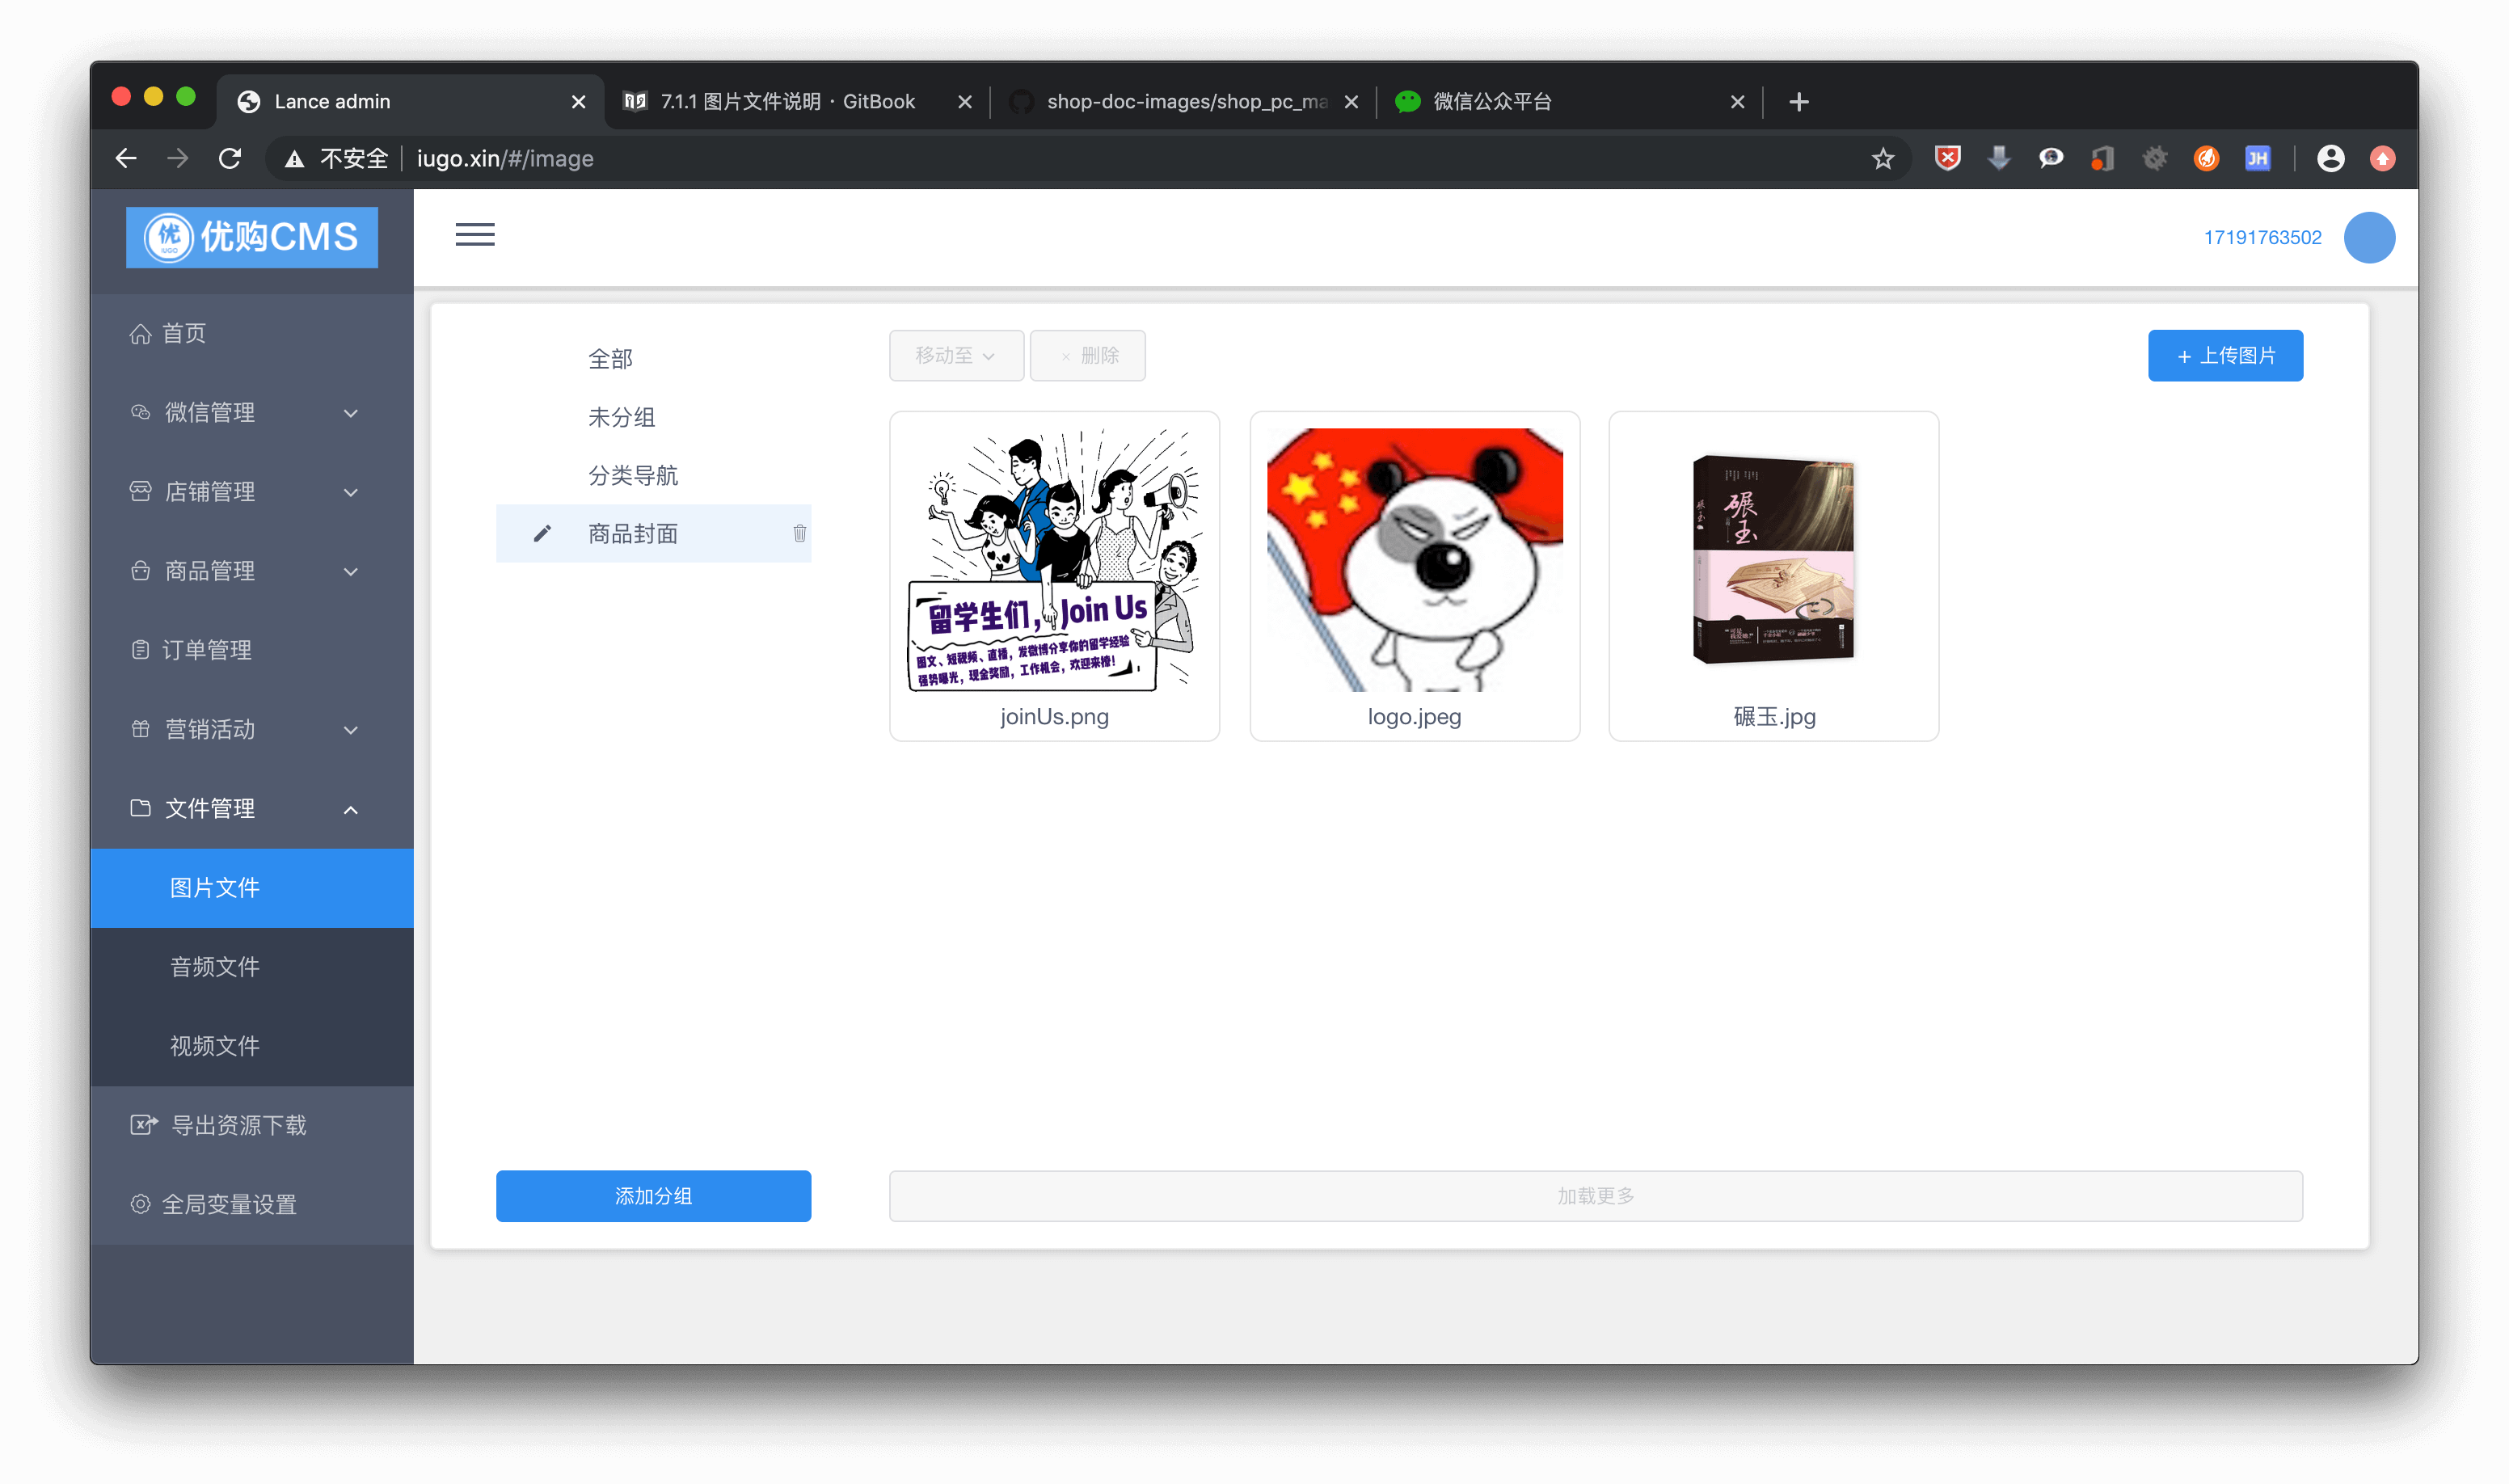 Lance admin
7.1.1 图片文件说明 · GitBook
shop-doc-images/shop_pc_ma
微信公众平台
不安全
iugo.xin/#/image
JH
优
IUGO
优购CMS
17191763502
首页
微信管理
店铺管理
商品管理
订单管理
营销活动
文件管理
图片文件
音频文件
视频文件
导出资源下载
全局变量设置
全部
未分组
分类导航
商品封面
添加分组
移动至
删除
+ 上传图片
留学生们，Join Us
图文、短视频、直播，发微博分享你的留学经验
强势曝光，现金奖励，工作机会，欢迎来撩！
joinUs.png
logo.jpeg
碾玉
碾玉
碾玉.jpg
加载更多